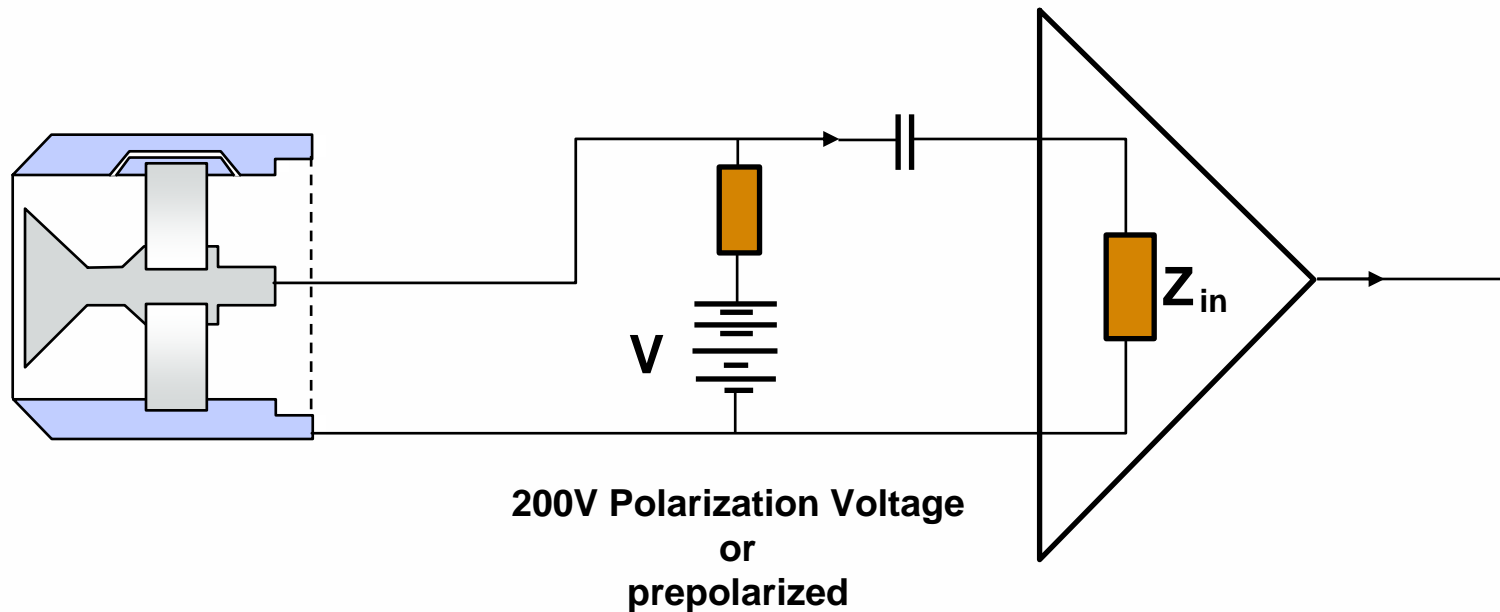 V
Z in
200V Polarization Voltage
or
prepolarized